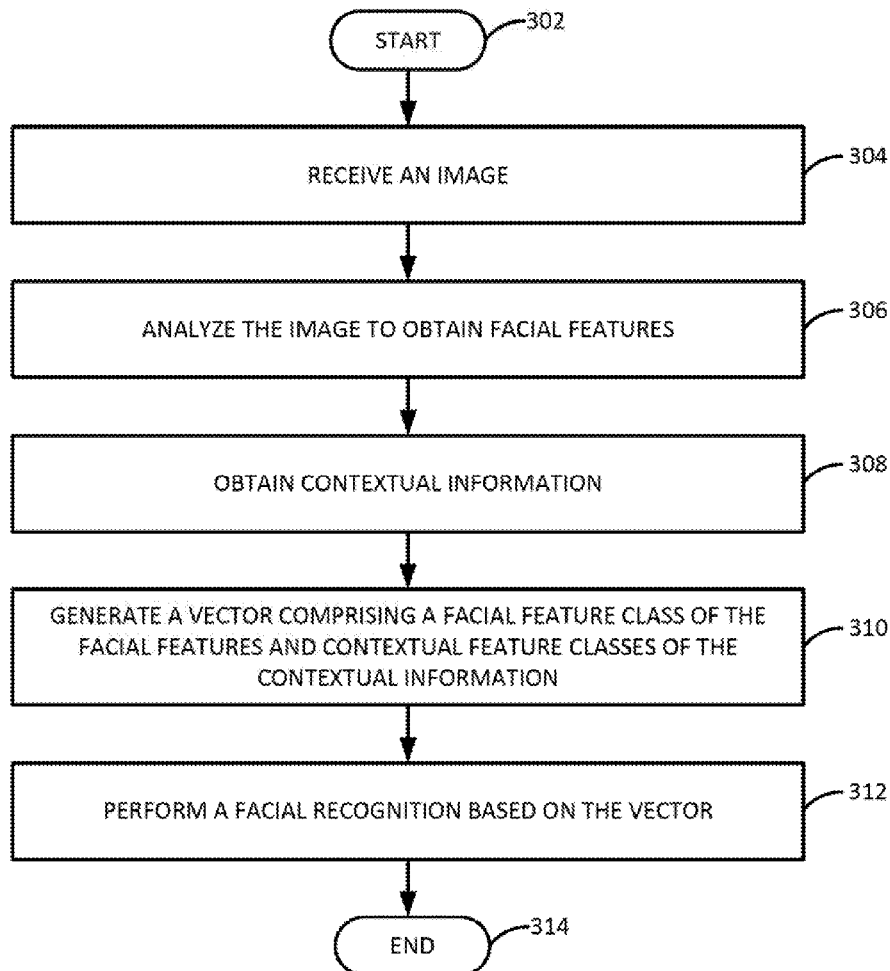 START
302
RECEIVE AN IMAGE
304
ANALYZE THE IMAGE TO OBTAIN FACIAL FEATURES
306
OBTAIN CONTEXTUAL INFORMATION
308
GENERATE A VECTOR COMPRISING A FACIAL FEATURE CLASS OF THE
FACIAL FEATURES AND CONTEXTUAL FEATURE CLASSES OF THE
CONTEXTUAL INFORMATION
310
PERFORM A FACIAL RECOGNITION BASED ON THE VECTOR
312
END
314